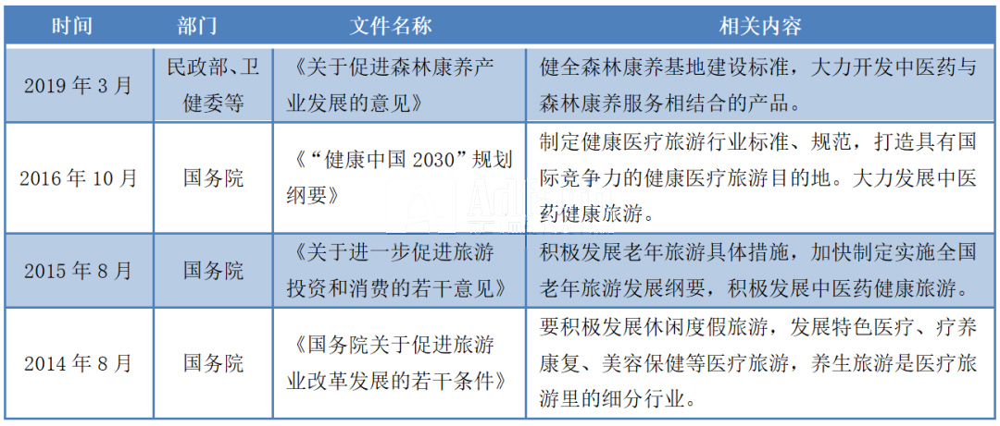 时间 部门 文件名称 相关内容
2019 年 3 月
民政部、卫
健委等
《关于促进森林康养产
业发展的意见》
健全森林康养基地建设标准，大力开发中医药与
森林康养服务相结合的产品。
2016 年 10 月
国务院
《“健康中国 2030”规划
纲要》
制定健康医疗旅游行业标准、规范，打造具有国
际竞争力的健康医疗旅游目的地。大力发展中医
药健康旅游。
2015 年 8 月
国务院
《关于进一步促进旅游
投资和消费的若干意见》
积极发展老年旅游具体措施，加快制定实施全国
老年旅游发展纲要，积极发展中医药健康旅游。
2014 年 8 月
国务院
《国务院关于促进旅游
业改革发展的若干条件》
要积极发展休闲度假旅游，发展特色医疗、疗养
康复、美容保健等医疗旅游，养生旅游是医疗旅
游里的细分行业。